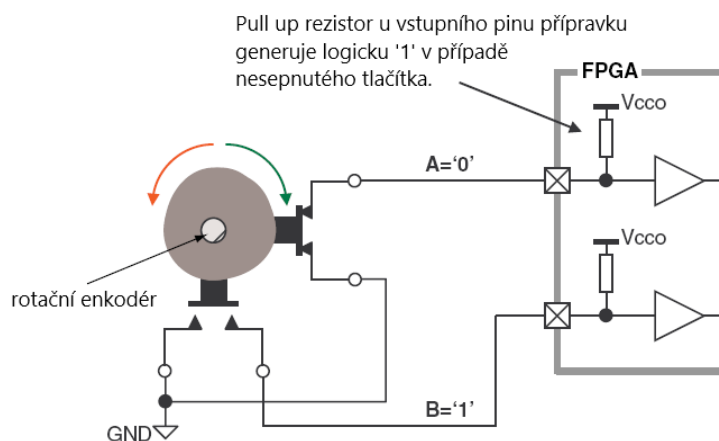 Pull up rezistor u vstupního pinu přípravku
generuje logicku '1' v případě
nesepnutého tlačítka.
FPGA
Vcco
A='0'
Vcco
rotační enkodér
B='1'
GND